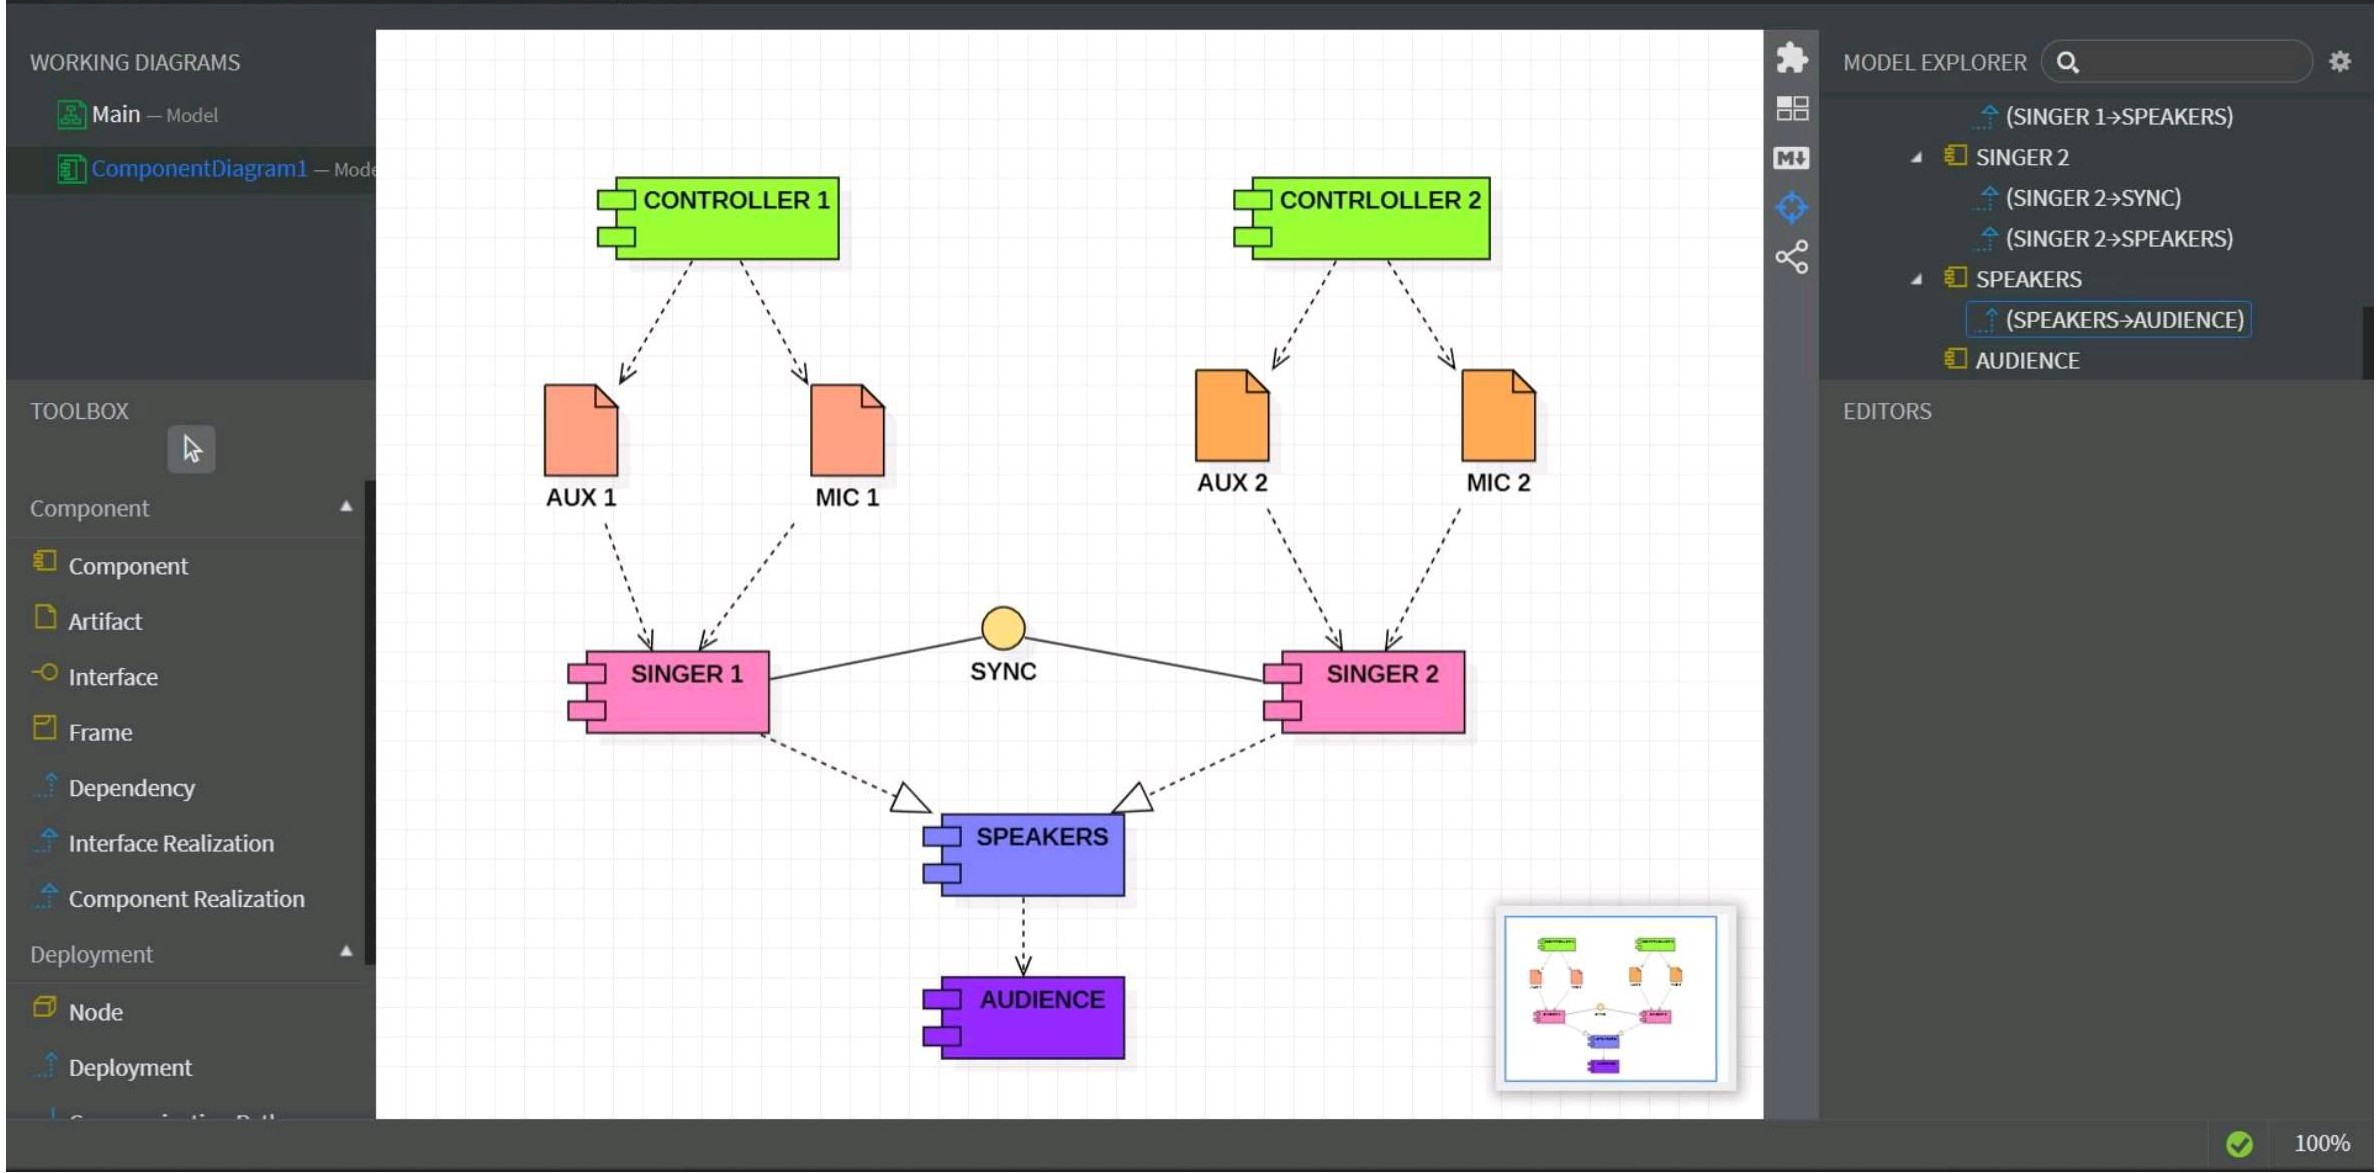 WORKING DIAGRAMS
Main — Model
ComponentDiagram1 — Mode
TOOLBOX
Component
Component
Artifact
Interface
Frame
Dependency
Interface Realization
Component Realization
Deployment
Node
Deployment
CONTROLLER 1
CONTRLOLLER 2
AUX 1
MIC 1
AUX 2
MIC 2
SYNC
SINGER 1
SINGER 2
SPEAKERS
AUDIENCE
M
MODEL EXPLORER
(SINGER 1→SPEAKERS)
SINGER 2
(SINGER 2→SYNC)
(SINGER 2→SPEAKERS)
SPEAKERS
(SPEAKERS→AUDIENCE)
AUDIENCE
EDITORS
100%